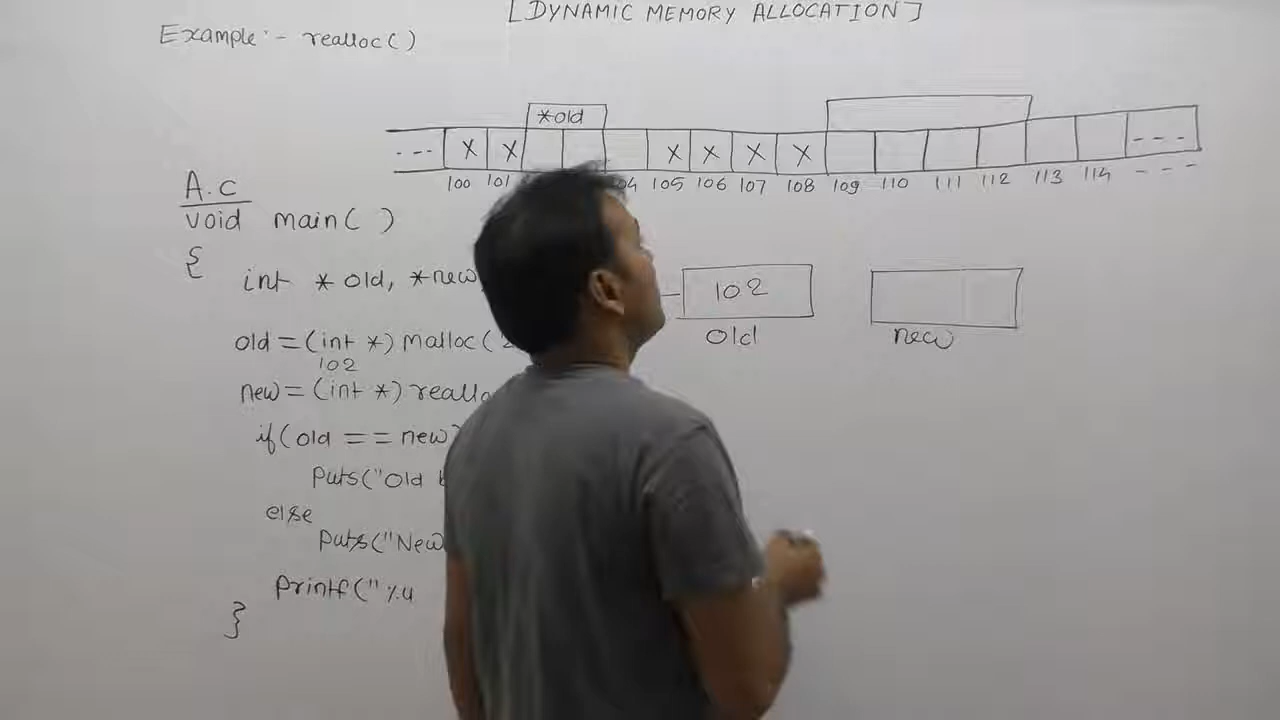 [DYNAMIC MEMORY ALLOCATION]
Example:- realloc()
*old
--- X X X X X X ---
100 101 04 105 106 107 108 109 110 111 112 113 114 - - -
A.c
void main( )
{
int *old, *new
102
old new
old = (int *) malloc(
102
new = (int *) reallo
if(old == new)
Puts("Old
else
Puts("New
Printf("%u
}